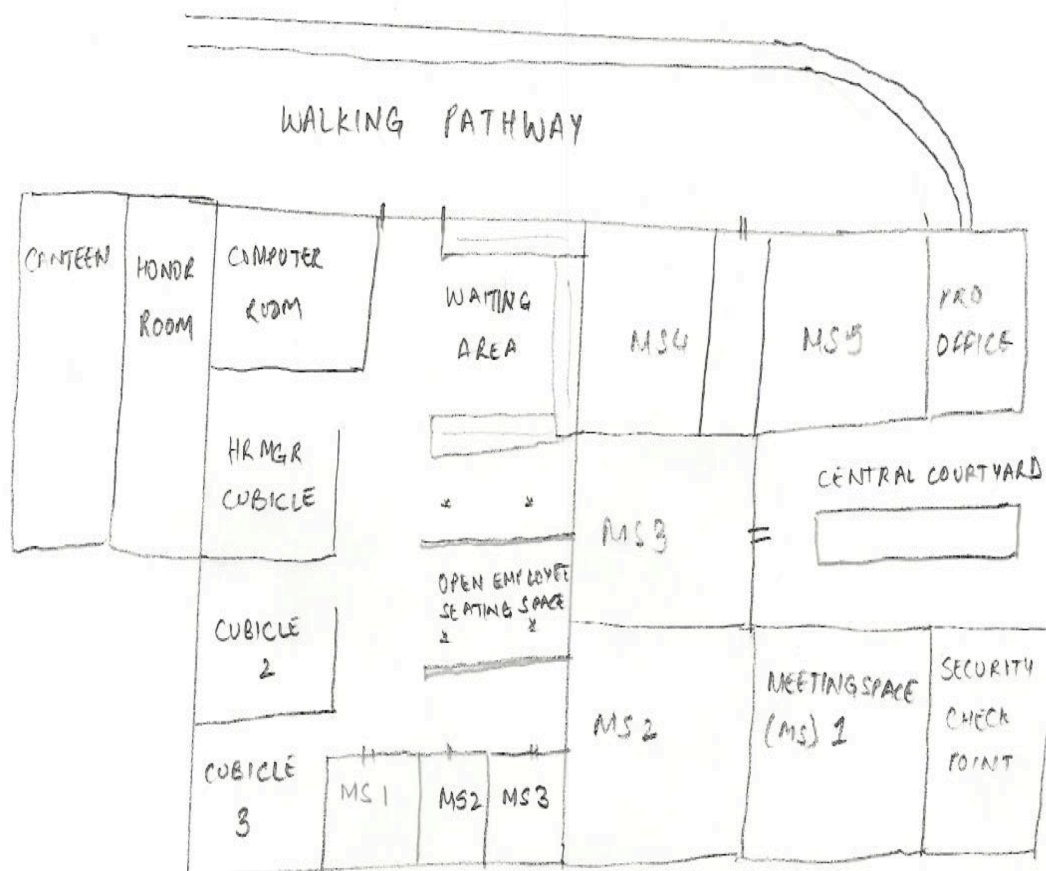 WALKING PATHWAY
CANTEEN
HONOR
ROOM
COMPUTER
ROOM
WAITING
AREA
MS4
MS5
PRO
OFFICE
HR MGR
CUBICLE
MS3
CENTRAL COURTYARD
OPEN EMPLOYEE
SEATING SPACE
CUBICLE
2
MS2
MEETING SPACE
(MS) 1
SECURITY
CHECK
POINT
CUBICLE
3
MS1
MS2
MS3